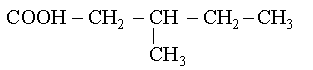 COOH – CH₂ – CH – CH₂ – CH₃
|
CH₃